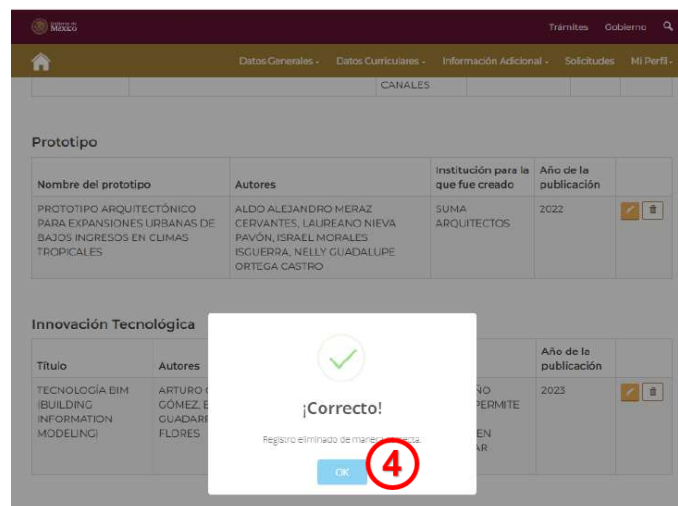 Gobierno de
México
Trámites Gobierno
Datos Generales Datos Curriculares Información Adicional Solicitudes Mi Perfil
CANALES
Prototipo
Nombre del prototipo Autores Institución para la que fue creado Año de la publicación
PROTOTIPO ARQUITECTÓNICO ALDO ALEJANDRO MERAZ SUMA 2022
PARA EXPANSIONES URBANAS DE CERVANTES, LAUREANO NIEVA ARQUITECTOS
BAJOS INGRESOS EN CLIMAS PAVÓN, ISRAEL MORALES
TROPICALES ISGUERRA, NELLY GUADALUPE
ORTEGA CASTRO
Innovación Tecnológica
Título Autores Año de la publicación
TECNOLOGÍA BIM ARTURO 2023
(BUILDING GÓMEZ, E PERMITE
INFORMATION GUADARR EN
MODELING) FLORES AR
¡Correcto!
Registro eliminado de manera correcta.
OK
4